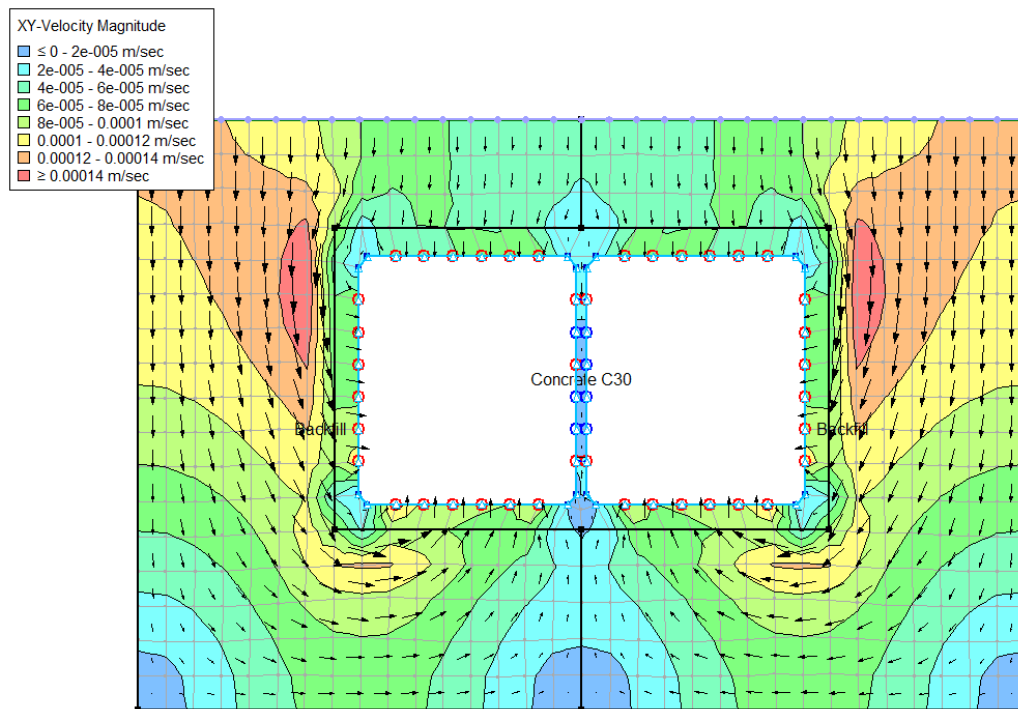 XY-Velocity Magnitude
≤ 0 - 2e-005 m/sec
2e-005 - 4e-005 m/sec
4e-005 - 6e-005 m/sec
6e-005 - 8e-005 m/sec
8e-005 - 0.0001 m/sec
0.0001 - 0.00012 m/sec
0.00012 - 0.00014 m/sec
≥ 0.00014 m/sec
Concrete C30
Backfill
Backfill